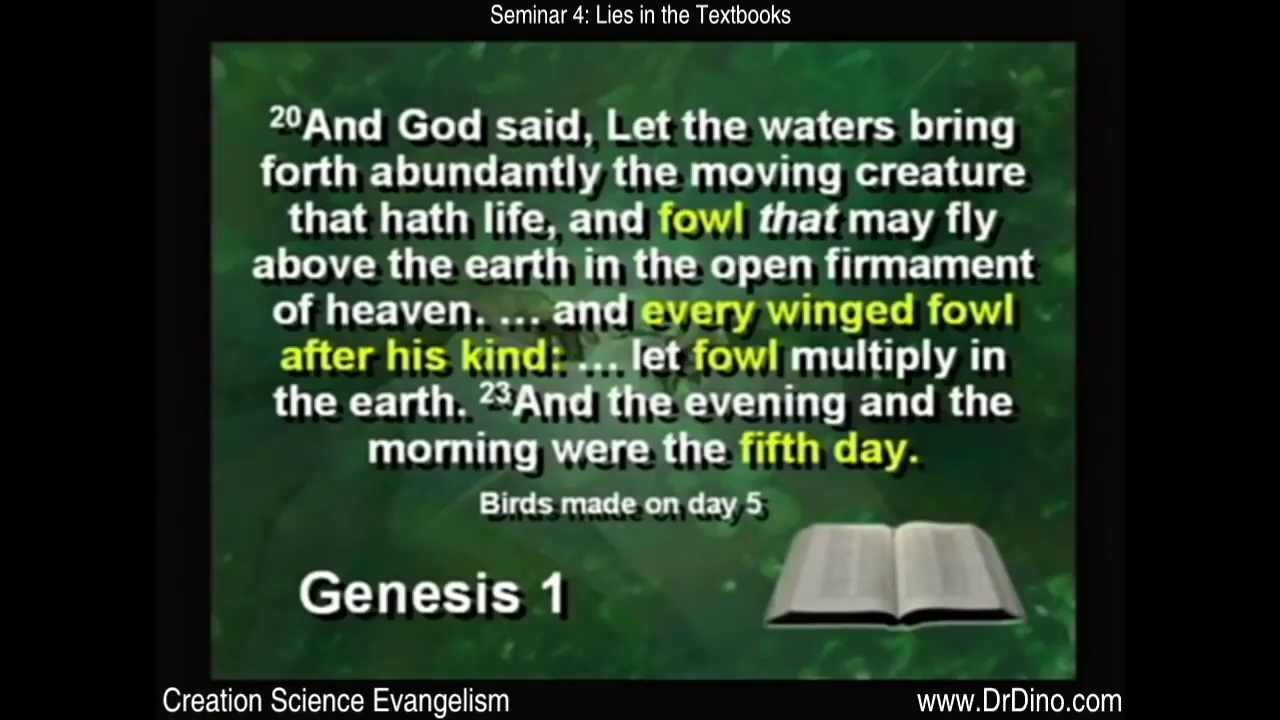 Seminar 4: Lies in the Textbooks
20And God said, Let the waters bring
forth abundantly the moving creature
that hath life, and fowl that may fly
above the earth in the open firmament
of heaven. ... and every winged fowl
after his kind: ... let fowl multiply in
the earth. 23And the evening and the
morning were the fifth day.
Birds made on day 5
Genesis 1
Creation Science Evangelism
www.DrDino.com